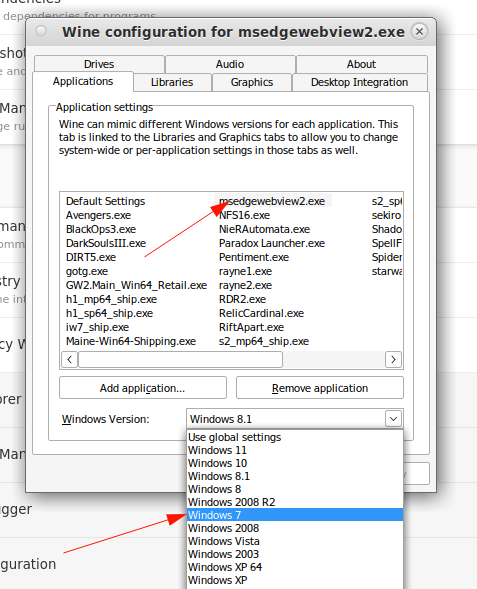 ndencies
dependencies for programs
Wine configuration for msedgewebview2.exe
Drives Audio About
Applications Libraries Graphics Desktop Integration
Application settings
Wine can mimic different Windows versions for each application. This
tab is linked to the Libraries and Graphics tabs to allow you to change
system-wide or per-application settings in those tabs as well.
Default Settings msedgewebview2.exe s2_sp
Avengers.exe NFS16.exe sekiro
BlackOps3.exe NieRAutomata.exe Shado
DarkSoulsIII.exe Paradox Launcher.exe SpellF
DIRT5.exe Pentiment.exe Spider
gotg.exe rayne1.exe starwa
GW2.Main_Win64_Retail.exe rayne2.exe
h1_mp64_ship.exe RDR2.exe
h1_sp64_ship.exe RelicCardinal.exe
iw7_ship.exe RiftApart.exe
Maine-Win64-Shipping.exe s2_mp64_ship.exe
Add application... Remove application
Windows Version: Windows 8.1
Use global settings
Windows 11
Windows 10
Windows 8.1
Windows 8
Windows 2008 R2
Windows 7
Windows 2008
Windows Vista
Windows 2003
Windows XP 64
Windows XP
shot
e and
Man
ge ru
man
comm
stry
he int
cy W
orer
Man
ugger
guration